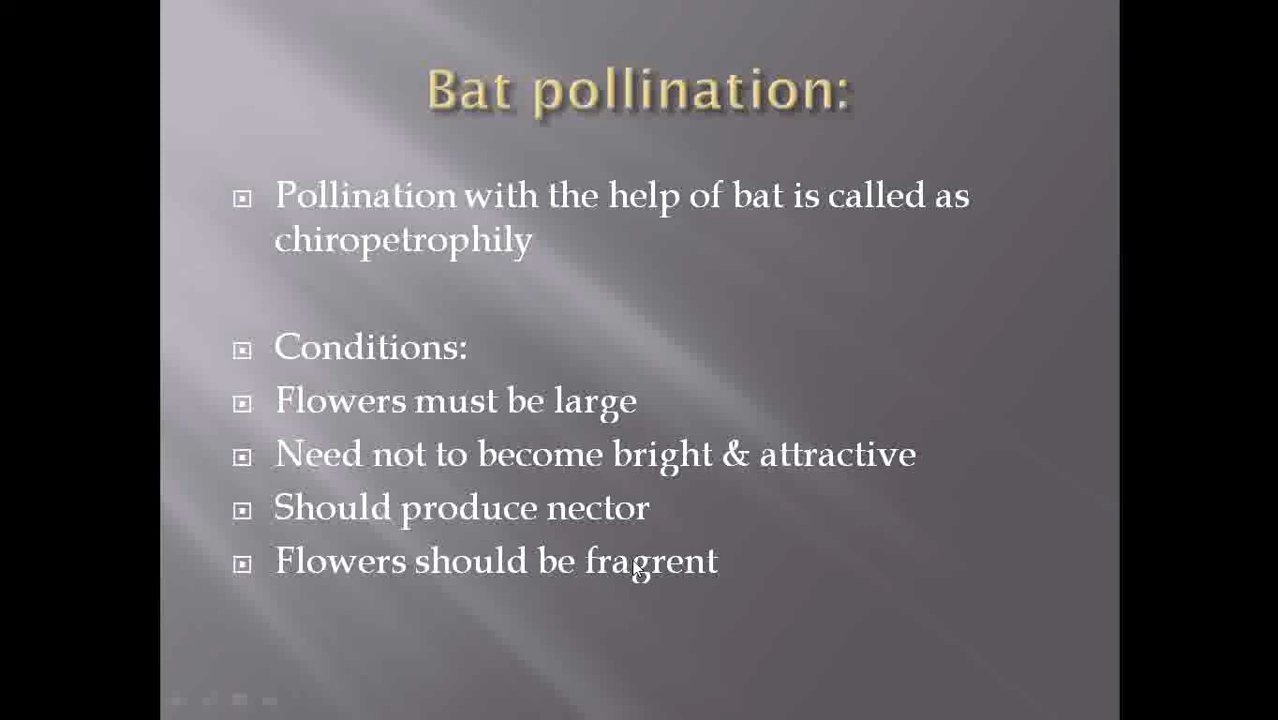 Bat pollination:
Pollination with the help of bat is called as
chiropetrophily
Conditions:
Flowers must be large
Need not to become bright & attractive
Should produce nector
Flowers should be fragrent